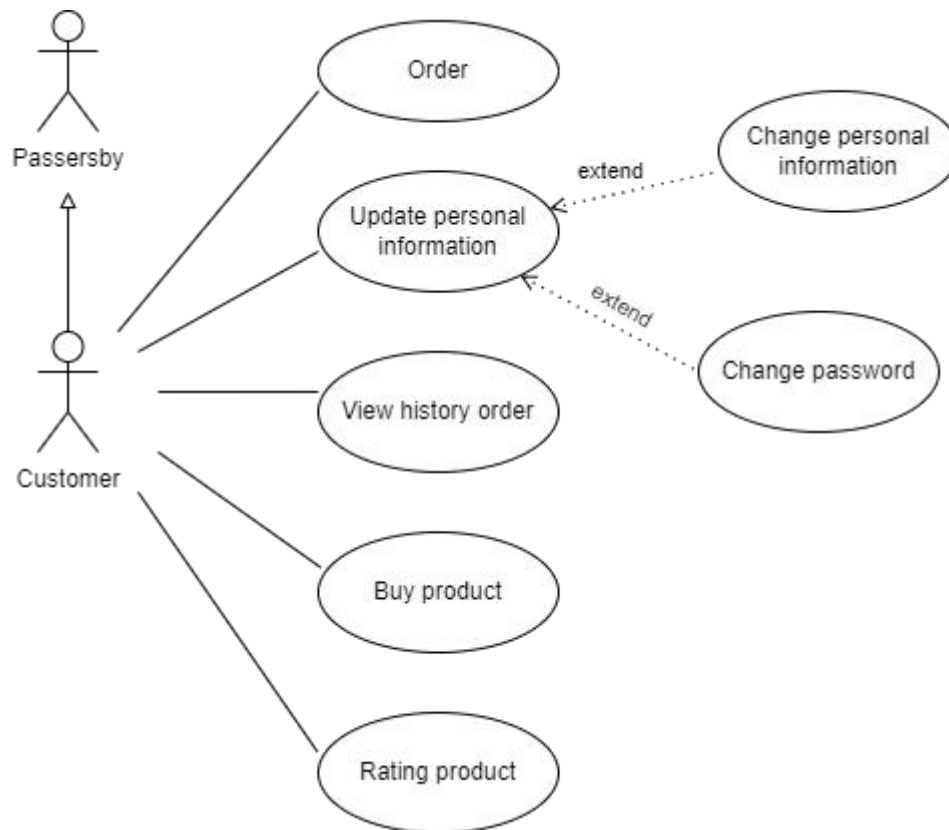 Order
Passersby
Change personal
information
extend
Update personal
information
extend
Change password
View history order
Customer
Buy product
Rating product